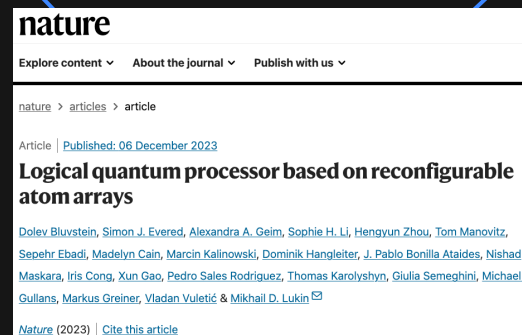 nature
Explore content Explore About the journal Publish with us
nature > articles > article
Article | Published: 06 December 2023
Logical quantum processor based on reconfigurable
atom arrays
Dolev Bluvstein, Simon J. Evered, Alexandra A. Geim, Sophie H. Li, Hengyun Zhou, Tom Manovitz,
Sepehr Ebadi, Madelyn Cain, Marcin Kalinowski, Dominik Hangleiter, J. Pablo Bonilla Ataides, Nishad
Maskara, Iris Cong, Xun Gao, Pedro Sales Rodriguez, Thomas Karolyshyn, Giulia Semeghini, Michael
Gullans, Markus Greiner, Vladan Vuletić & Mikhail D. Lukin
Nature (2023) | Cite this article